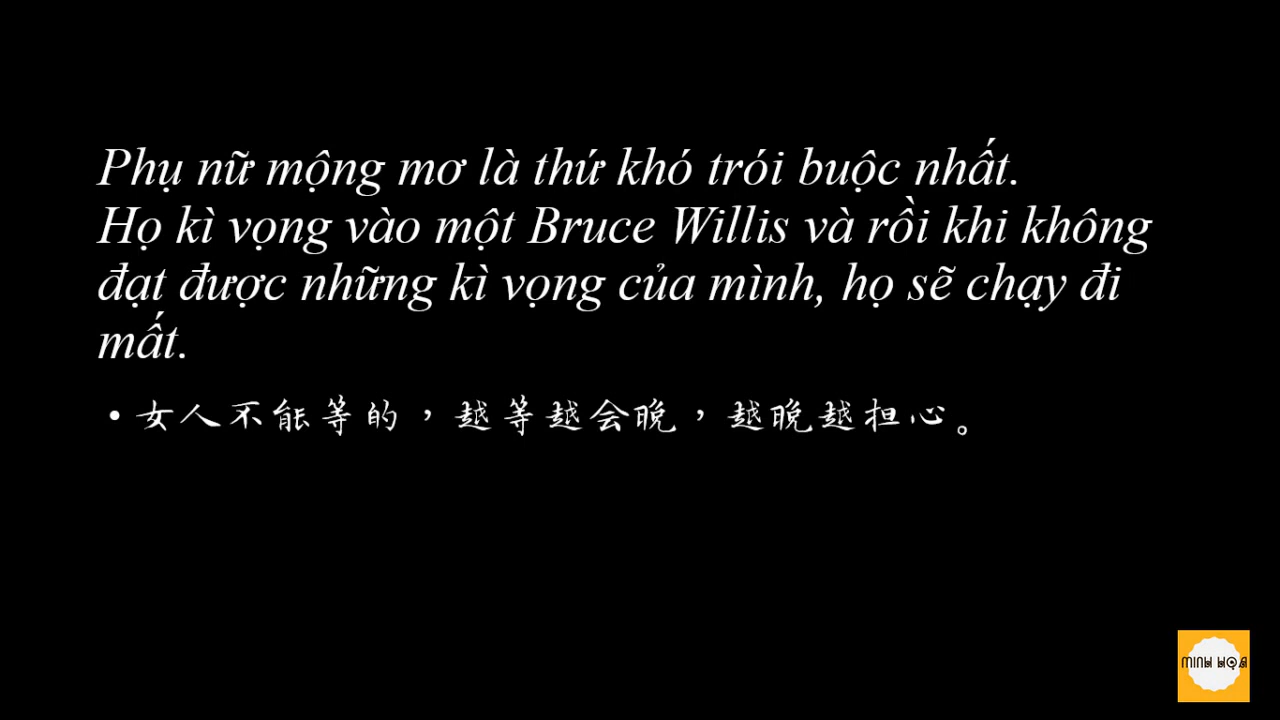 Phụ nữ mộng mơ là thứ khó trói buộc nhất.
Họ kì vọng vào một Bruce Willis và rồi khi không
đạt được những kì vọng của mình, họ sẽ chạy đi
mất.
• 女人不能等的，越等越会晚，越晚越担心。
MINH HỌA